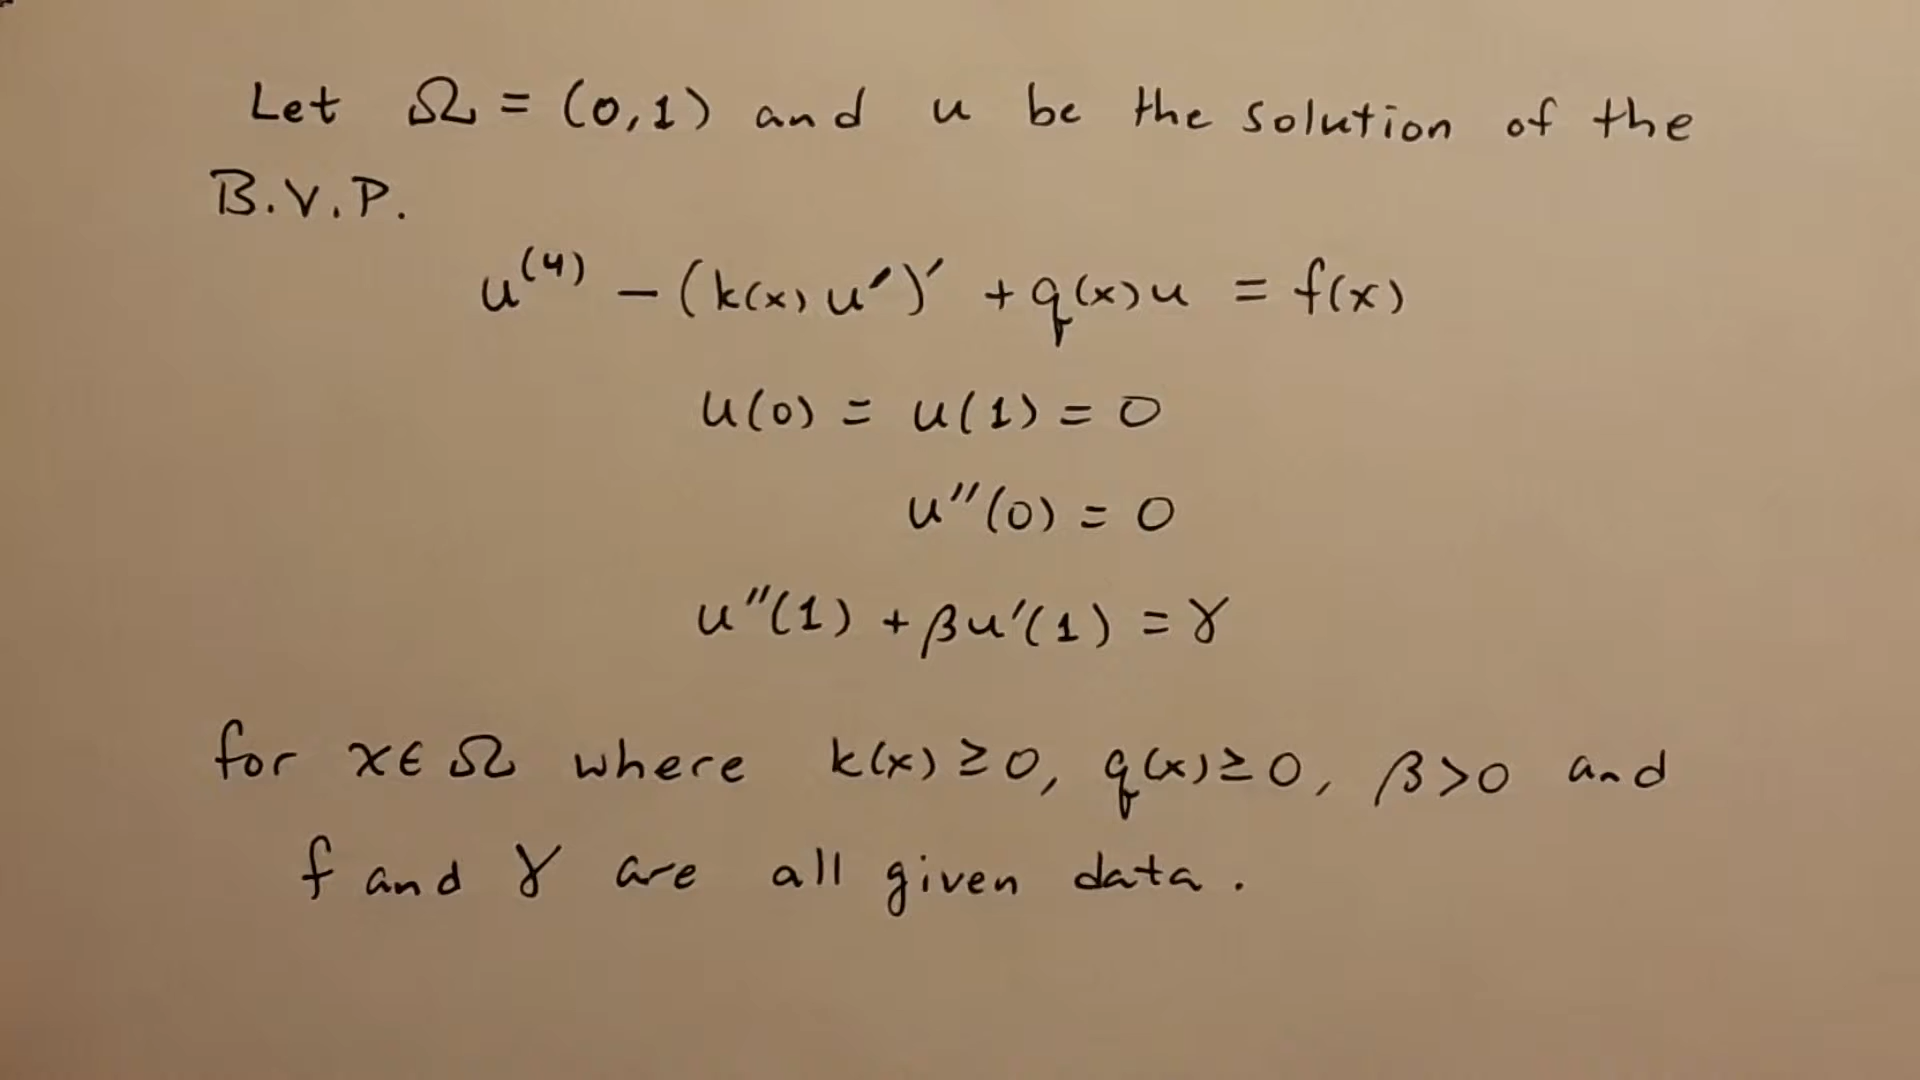 Let Ω = (0,1) and u be the solution of the
B.V.P.
u⁽⁴⁾ − (k(x) u′)′ + q(x)u = f(x)
u(0) = u(1) = 0
u″(0) = 0
u″(1) + βu′(1) = γ
for x∈Ω where k(x) ≥ 0, q(x) ≥ 0, β > 0 and
f and γ are all given data.